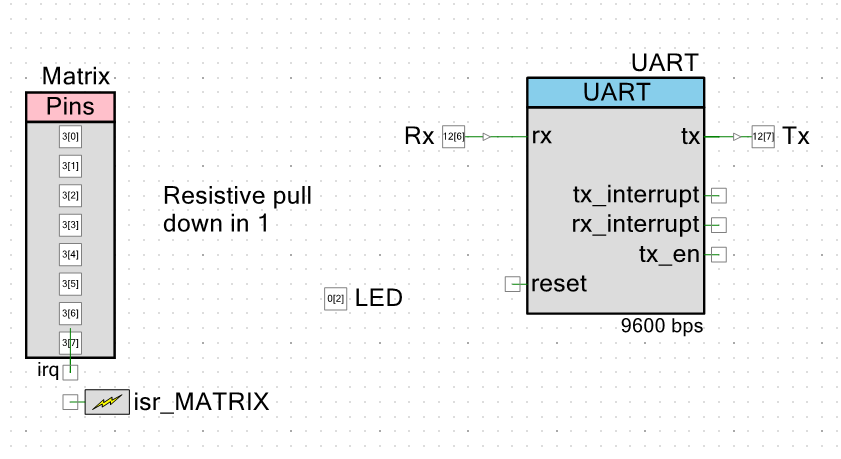 Matrix
Pins
3[0]
3[1]
3[2]
3[3]
3[4]
3[5]
3[6]
3[7]
irq
isr_MATRIX
Resistive pull
down in 1
0[2] LED
UART
UART
Rx 12[6] rx
tx 12[7] Tx
tx_interrupt
rx_interrupt
tx_en
reset
9600 bps